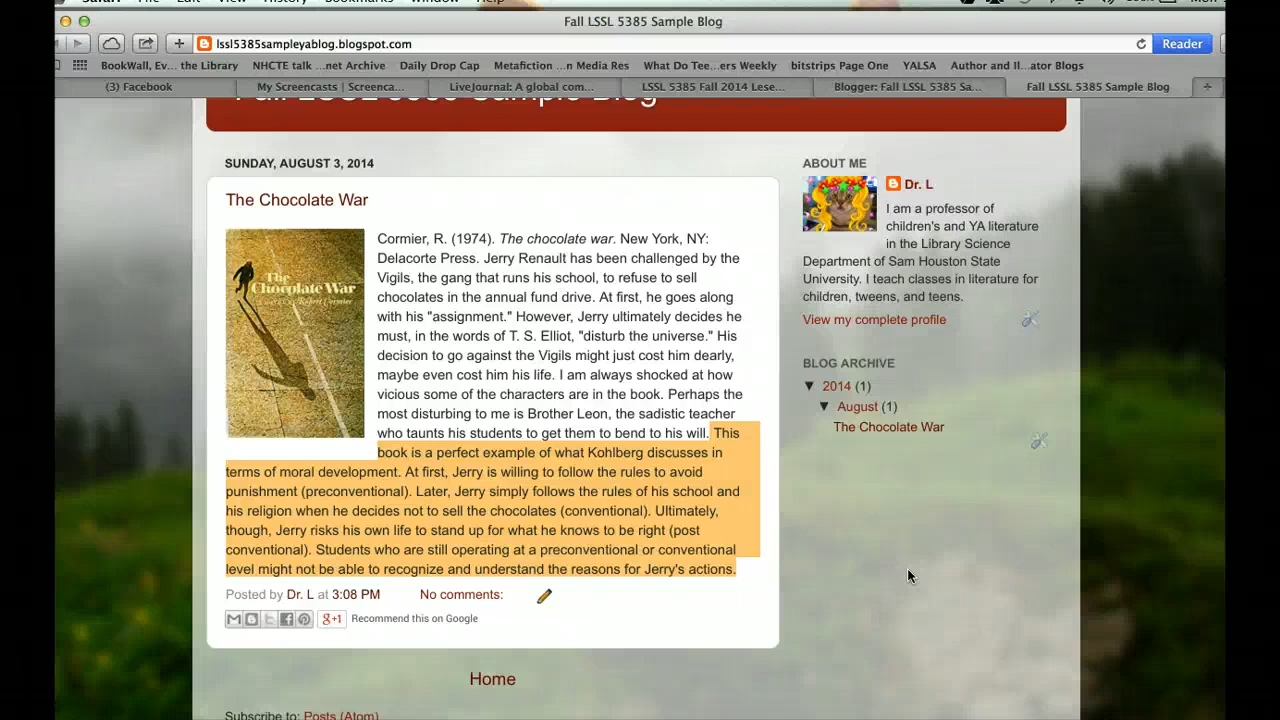 Fall LSSL 5385 Sample Blog
lssl5385sampleyablog.blogspot.com
Reader
BookWall, Ev... the Library NHCTE talk ...net Archive Daily Drop Cap Metafiction ...n Media Res What Do Tee...ers Weekly bitstrips Page One YALSA Author and Il...ator Blogs
(3) Facebook My Screencasts | Screenca... LiveJournal: A global com... LSSL 5385 Fall 2014 Lese... Blogger: Fall LSSL 5385 Sa... Fall LSSL 5385 Sample Blog
Fall LSSL 5385 Sample Blog
SUNDAY, AUGUST 3, 2014
The Chocolate War
The
Chocolate War
Cormier, R. (1974). The chocolate war. New York, NY:
Delacorte Press. Jerry Renault has been challenged by the
Vigils, the gang that runs his school, to refuse to sell
chocolates in the annual fund drive. At first, he goes along
with his "assignment." However, Jerry ultimately decides he
must, in the words of T. S. Elliot, "disturb the universe." His
decision to go against the Vigils might just cost him dearly,
maybe even cost him his life. I am always shocked at how
vicious some of the characters are in the book. Perhaps the
most disturbing to me is Brother Leon, the sadistic teacher
who taunts his students to get them to bend to his will. This
book is a perfect example of what Kohlberg discusses in
terms of moral development. At first, Jerry is willing to follow the rules to avoid
punishment (preconventional). Later, Jerry simply follows the rules of his school and
his religion when he decides not to sell the chocolates (conventional). Ultimately,
though, Jerry risks his own life to stand up for what he knows to be right (post
conventional). Students who are still operating at a preconventional or conventional
level might not be able to recognize and understand the reasons for Jerry's actions.
Posted by Dr. L at 3:08 PM No comments:
g+1 Recommend this on Google
Home
Subscribe to: Posts (Atom)
ABOUT ME
Dr. L
I am a professor of
children's and YA literature
in the Library Science
Department of Sam Houston State
University. I teach classes in literature for
children, tweens, and teens.
View my complete profile
BLOG ARCHIVE
▼ 2014 (1)
▼ August (1)
The Chocolate War